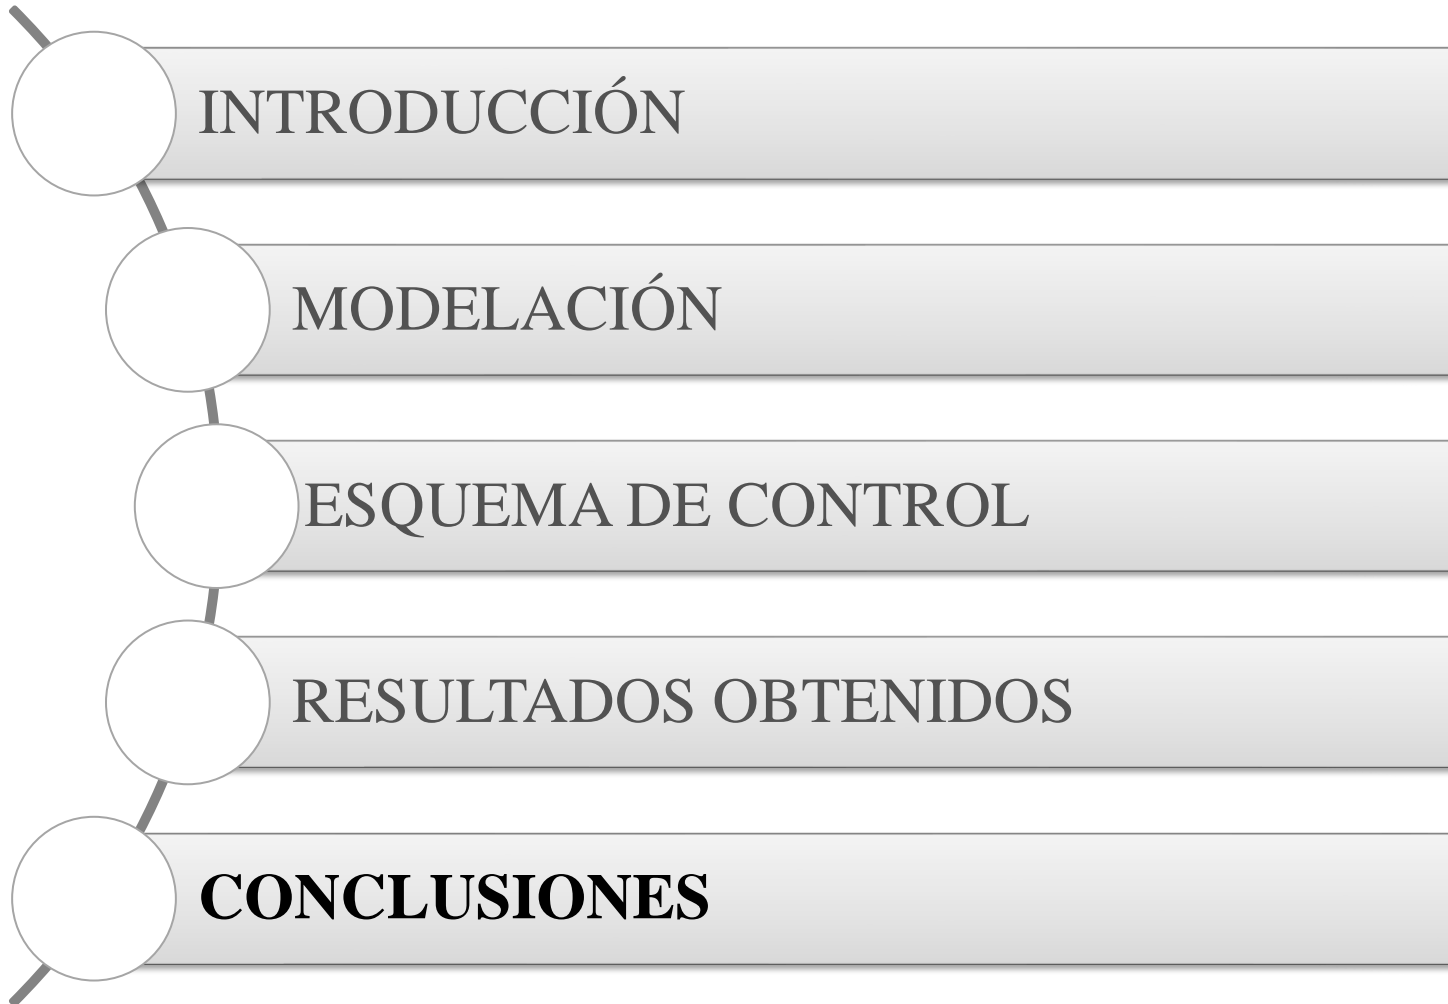 INTRODUCCIÓN
MODELACIÓN
ESQUEMA DE CONTROL
RESULTADOS OBTENIDOS
CONCLUSIONES